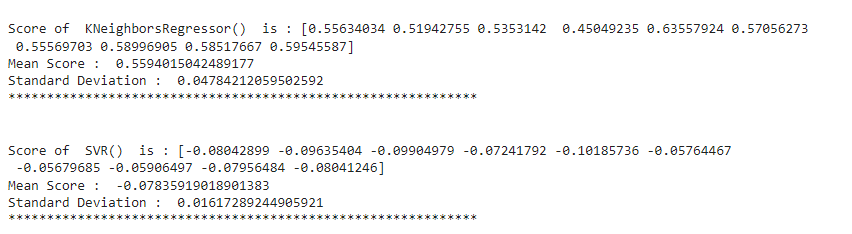 Score of  KNeighborsRegressor()  is : [0.55634034 0.51942755 0.5353142  0.45049235 0.63557924 0.57056273
 0.55569703 0.58996905 0.58517667 0.59545587]
Mean Score :  0.5594015042489177
Standard Deviation :  0.04784212059502592
*************************************************************
Score of  SVR()  is : [-0.08042899 -0.09635404 -0.09904979 -0.07241792 -0.10185736 -0.05764467
 -0.05679685 -0.05906497 -0.07956484 -0.08041246]
Mean Score :  -0.07835919018901383
Standard Deviation :  0.01617289244905921
*************************************************************